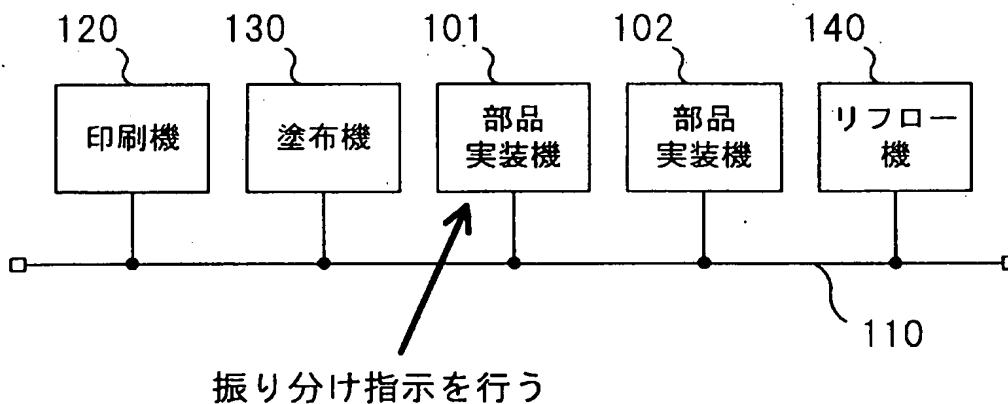 120 130 101 102 140
印刷機
塗布機
部品
実装機
部品
実装機
リフロー
機
110
振り分け指示を行う